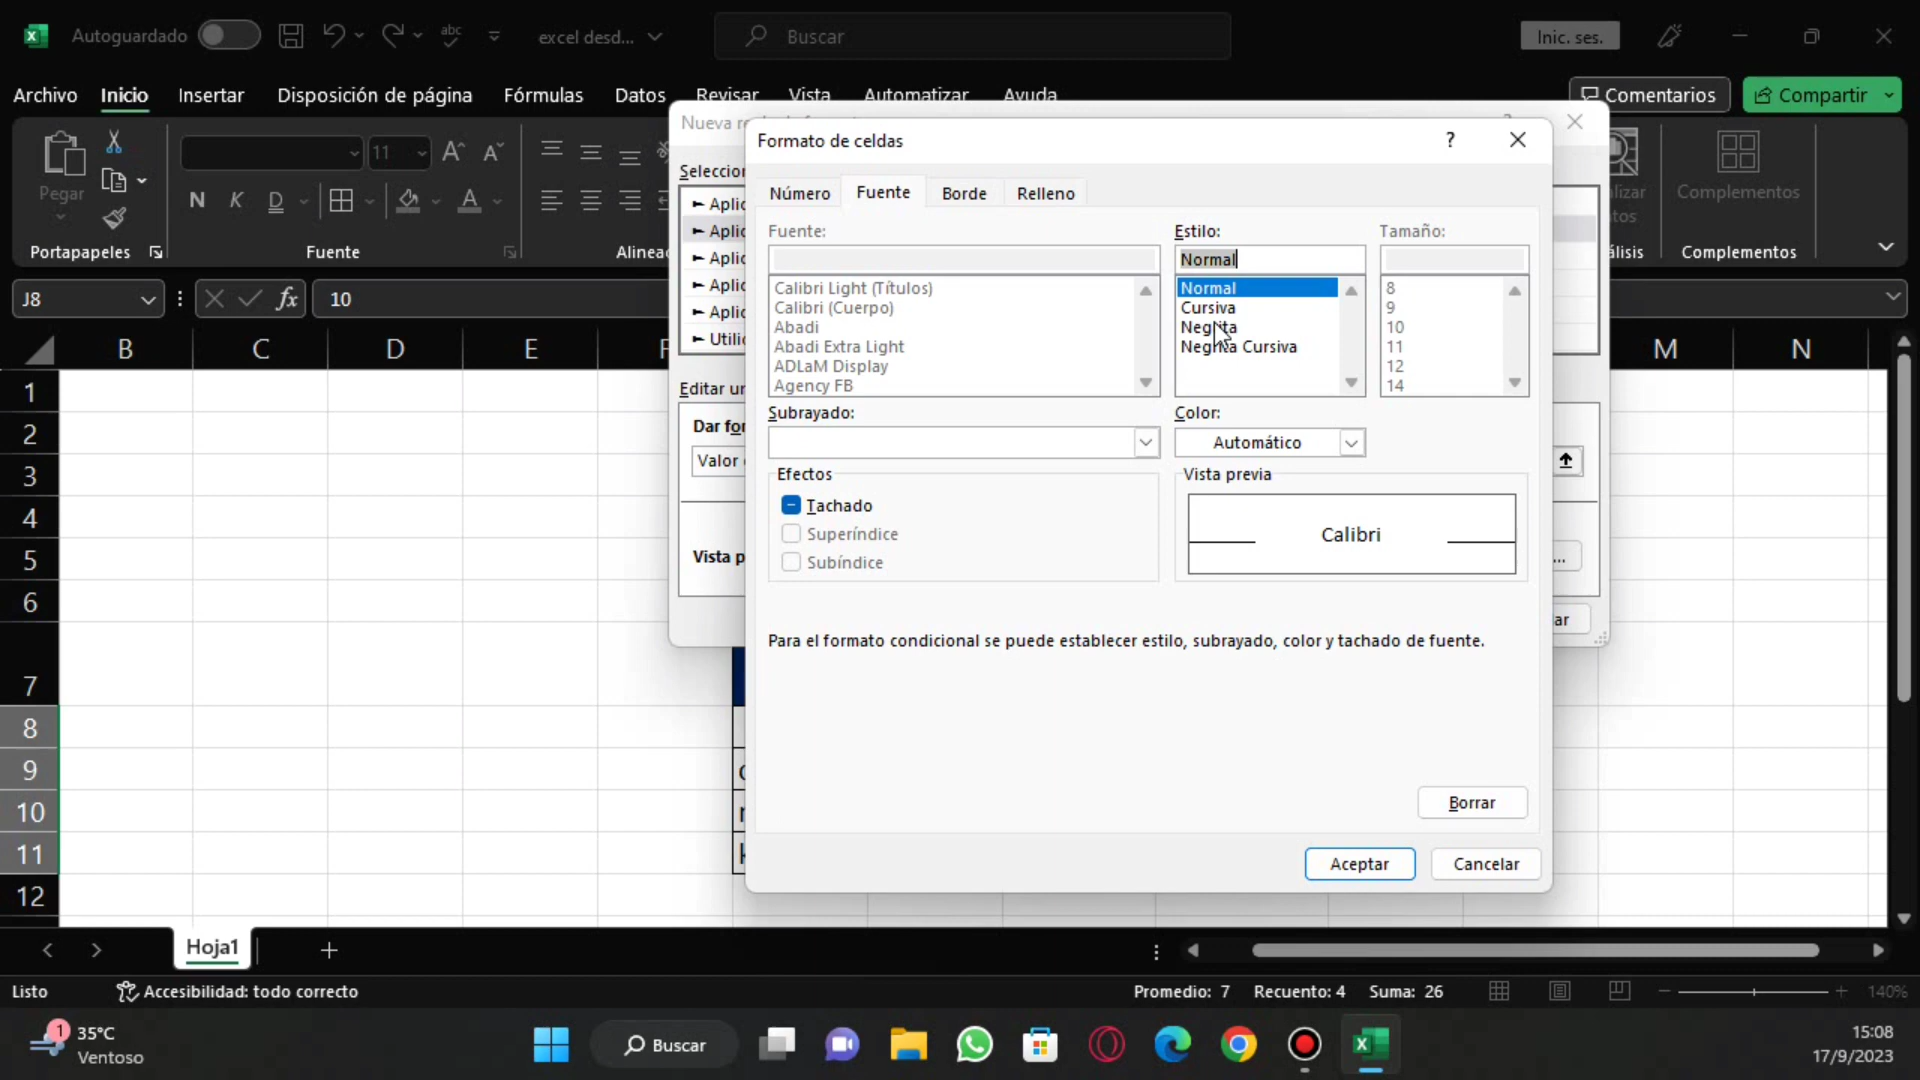 Autoguardado
excel desd...
Buscar
Inic. ses.
Archivo Inicio Insertar Disposición de página Fórmulas Datos Revisar Vista Automatizar Ayuda
Comentarios
Compartir
Pegar
11
N K D
Portapapeles
Fuente
Complementos
Complementos
J8
10
B C D E
M N
1
2
3
4
5
6
7
8
9
10
11
12
Dar
Valor
Formato de celdas
?
Número Fuente Borde Relleno
Fuente:
Calibri Light (Títulos)
Calibri (Cuerpo)
Abadi
Abadi Extra Light
ADLaM Display
Agency FB
Estilo:
Normal
Normal
Cursiva
Negrita
Negrita Cursiva
Tamaño:
8
9
10
11
12
14
Subrayado:
Color:
Automático
Efectos
Tachado
Superíndice
Subíndice
Vista previa
Calibri
Para el formato condicional se puede establecer estilo, subrayado, color y tachado de fuente.
Borrar
Aceptar
Cancelar
Hoja1
Listo
Accesibilidad: todo correcto
Promedio: 7 Recuento: 4 Suma: 26
140%
1
35°C
Ventoso
Buscar
15:08
17/9/2023